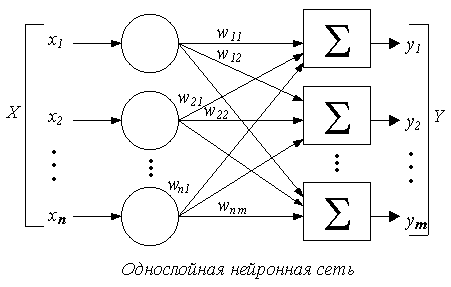 x1 w11 Σ y1
w12
X w21 Y
x2 w22 Σ y2
wn1
xn wnm Σ ym
Однослойная нейронная сеть